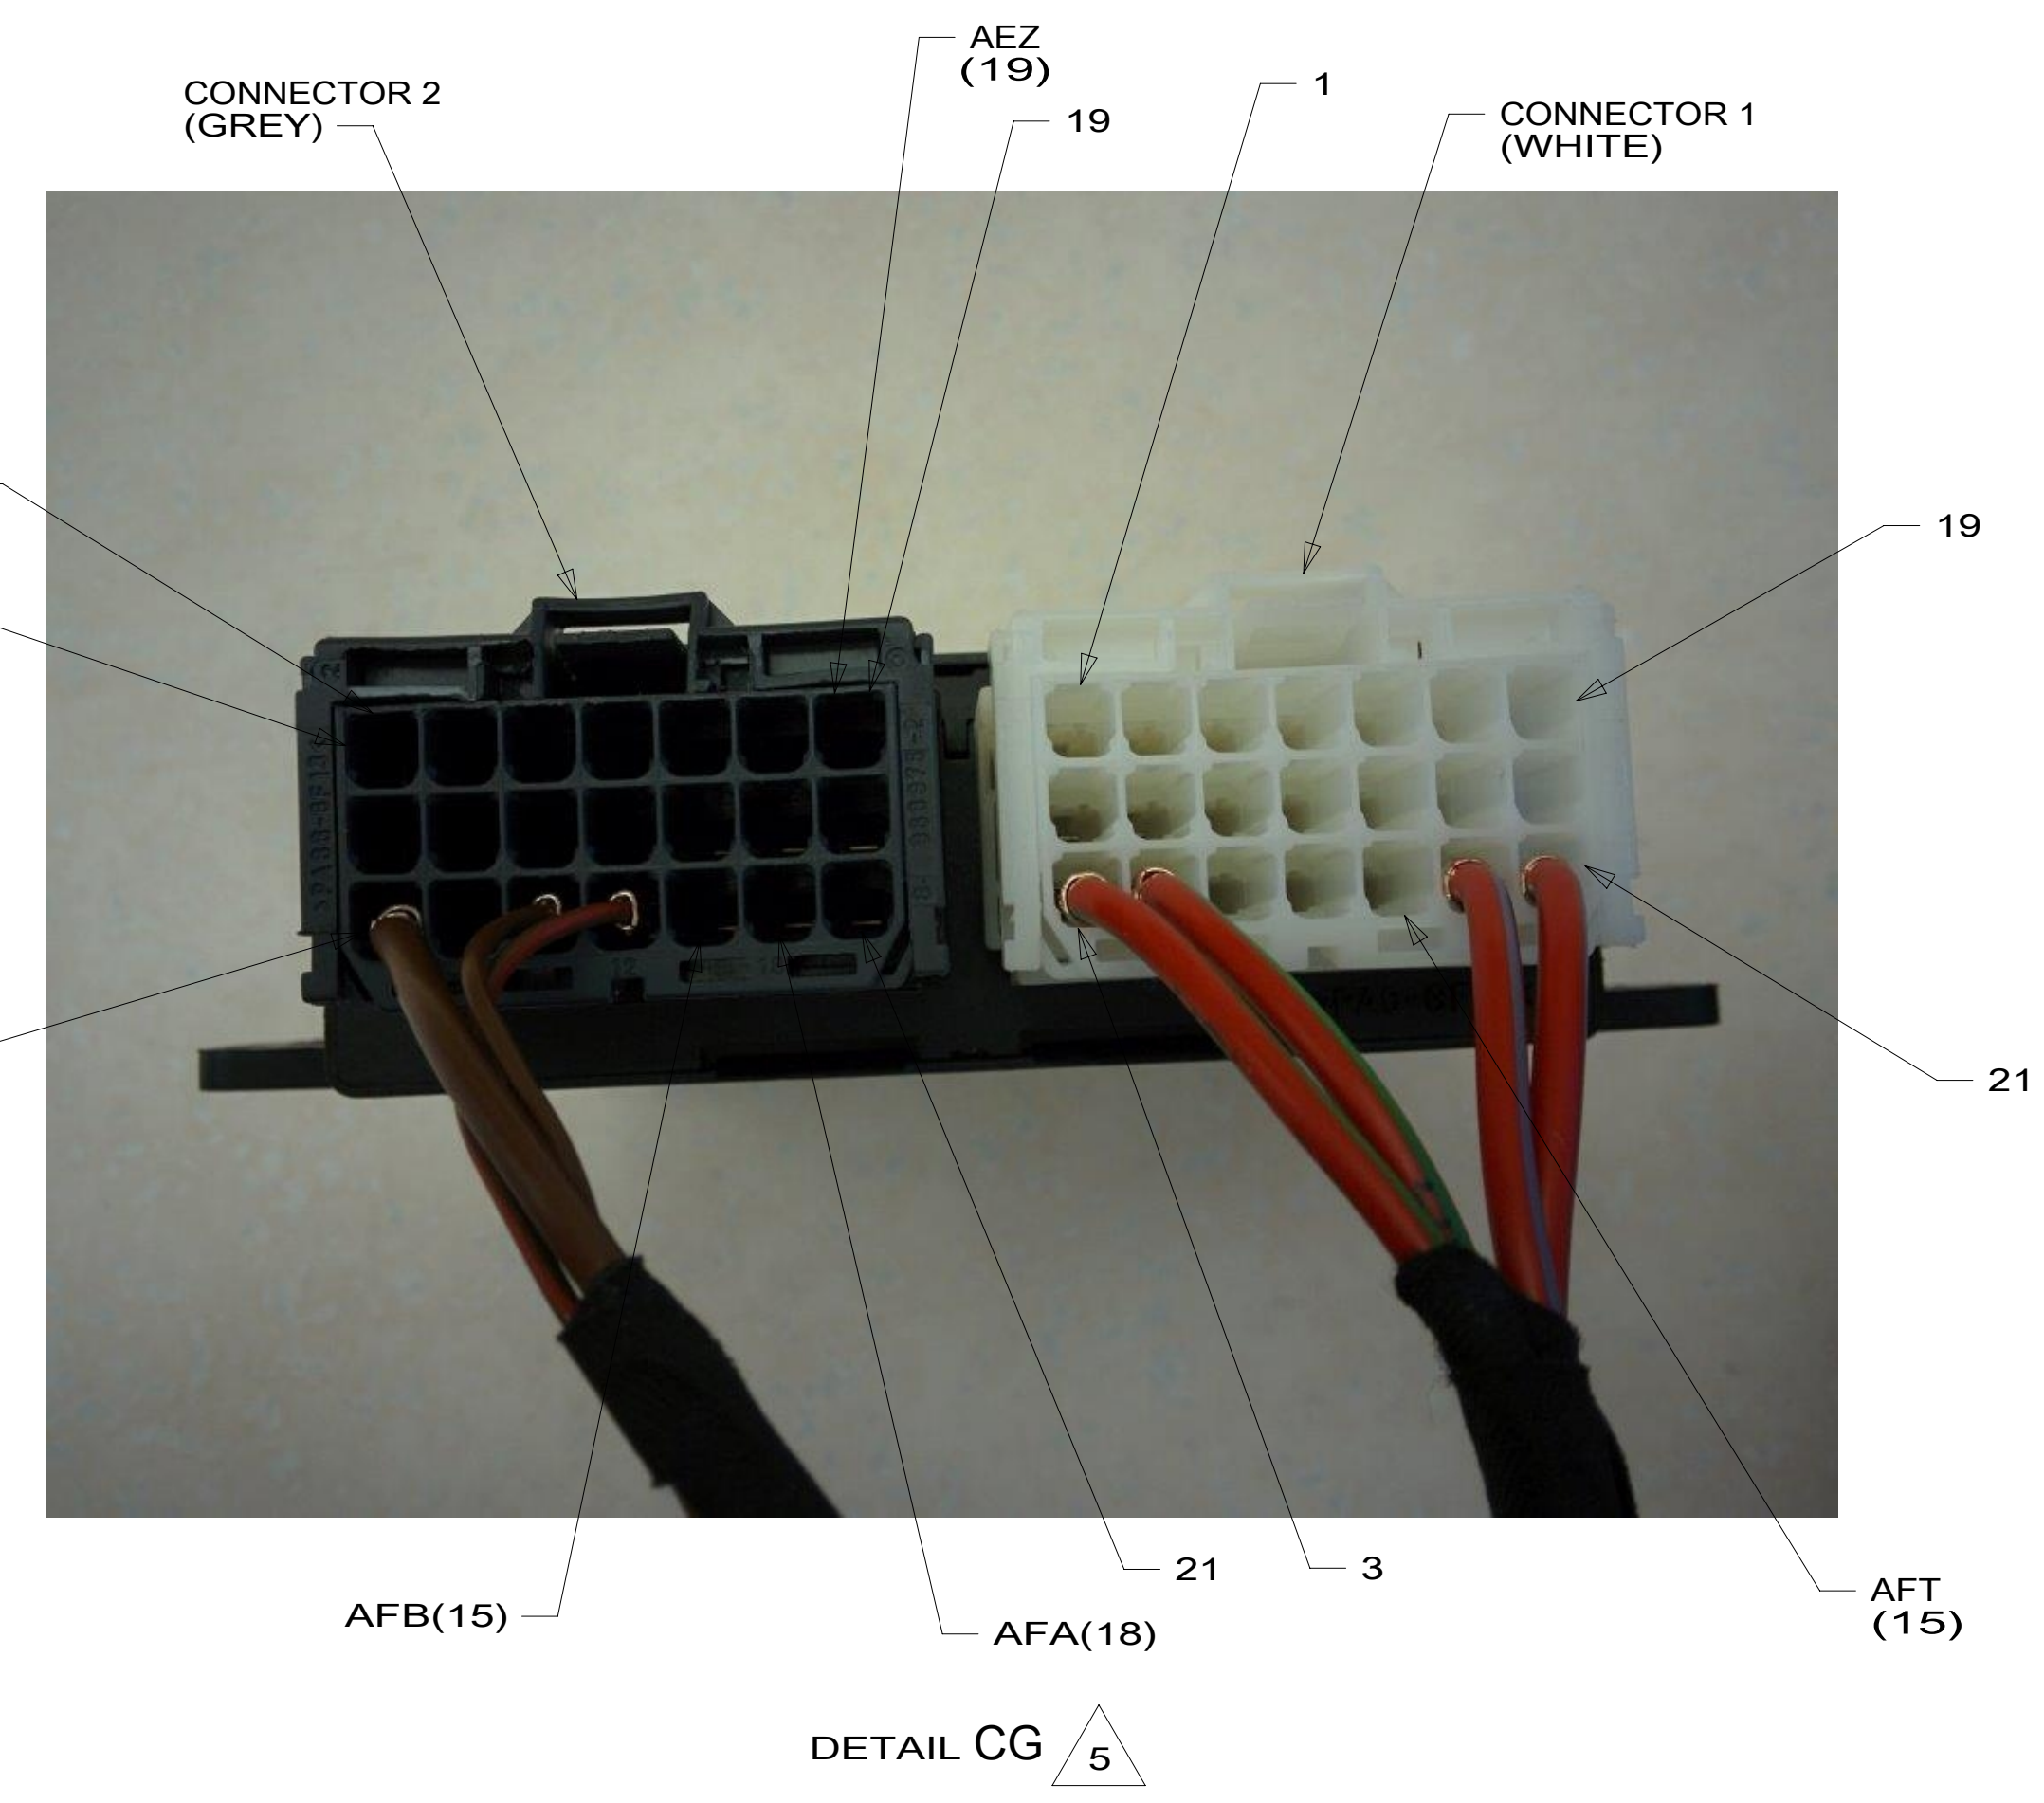 AEZ
(19)
1
CONNECTOR 2
(GREY)
19
CONNECTOR 1
(WHITE)
19
12
21
21
3
AFB(15)
AFA(18)
AFT
(15)
DETAIL CG 5